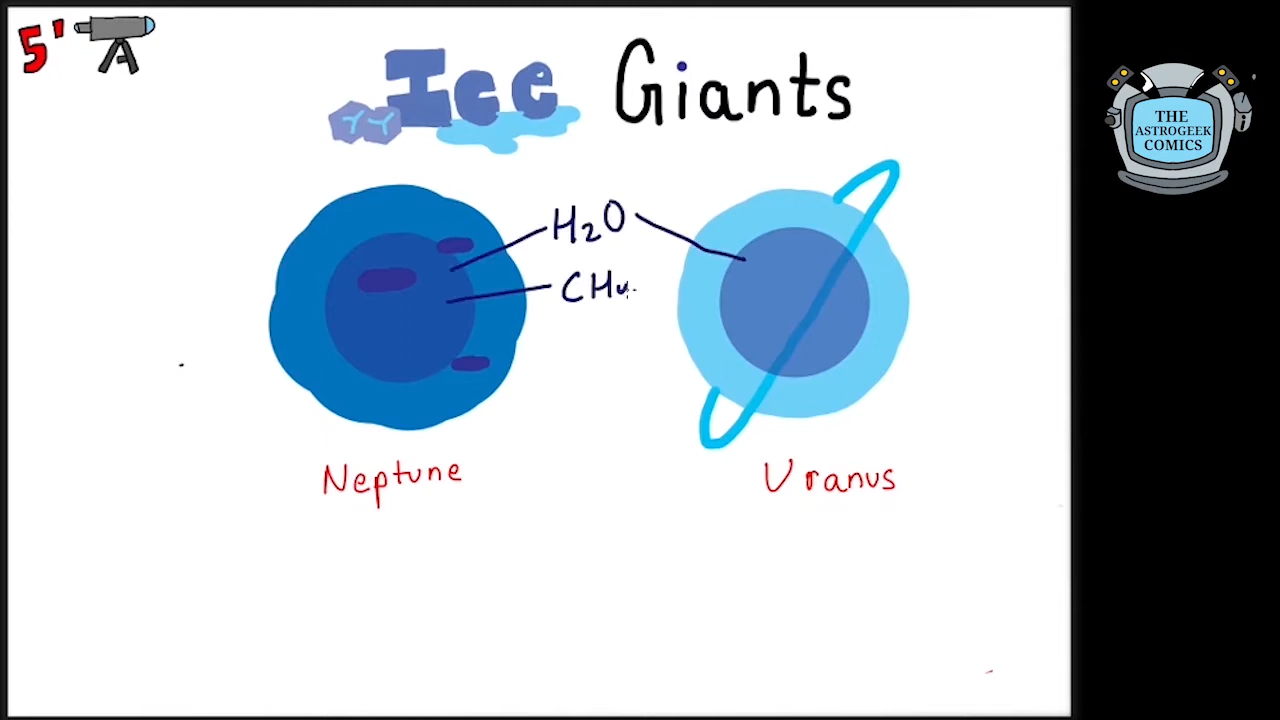 5'
Ice Giants
THE
ASTROGEEK
COMICS
H2O
CH4
Neptune
Uranus